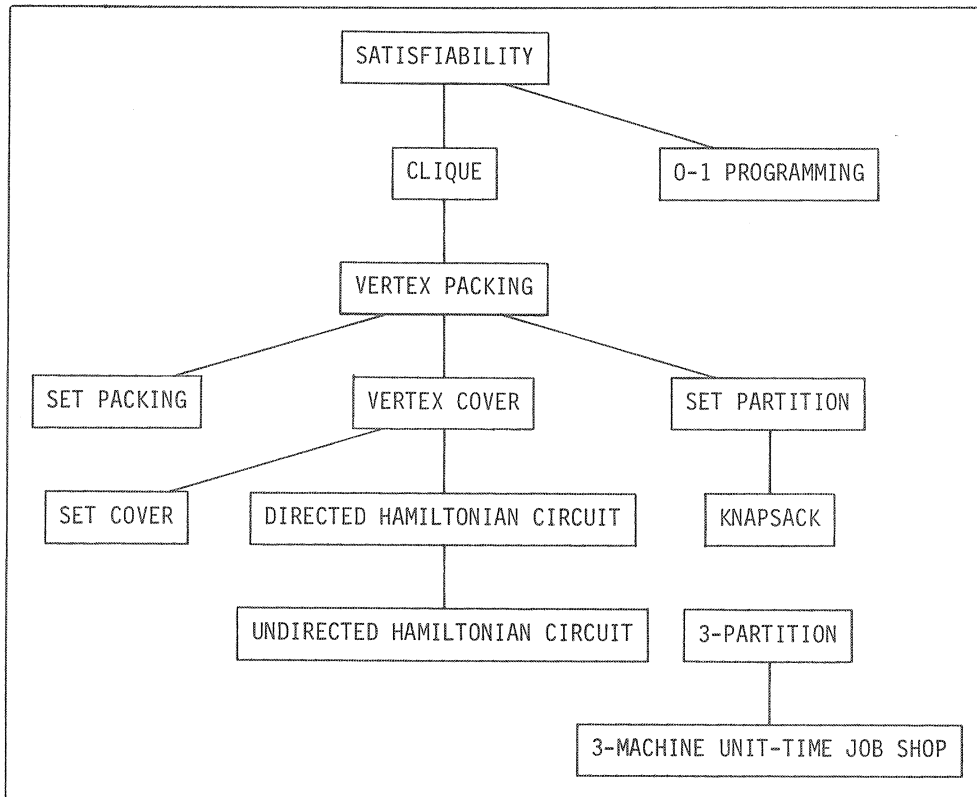 SATISFIABILITY
CLIQUE
0-1 PROGRAMMING
VERTEX PACKING
SET PACKING
VERTEX COVER
SET PARTITION
SET COVER
DIRECTED HAMILTONIAN CIRCUIT
KNAPSACK
UNDIRECTED HAMILTONIAN CIRCUIT
3-PARTITION
3-MACHINE UNIT-TIME JOB SHOP